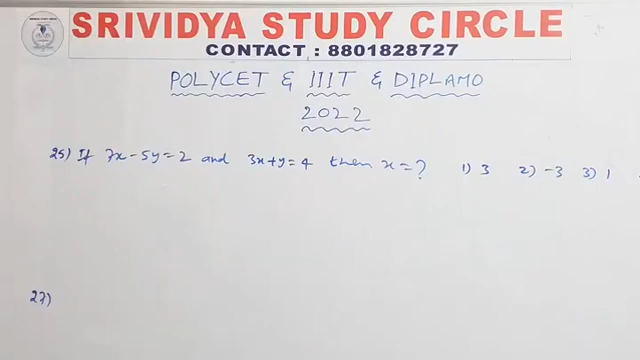 SRIVIDYA STUDY CIRCLE
CONTACT : 8801828727
POLYCET & IIIT & DIPLAMO
2022
25) If 7x-5y=2 and 3x+y=4 then x=? 1) 3 2) -3 3) 1
27)